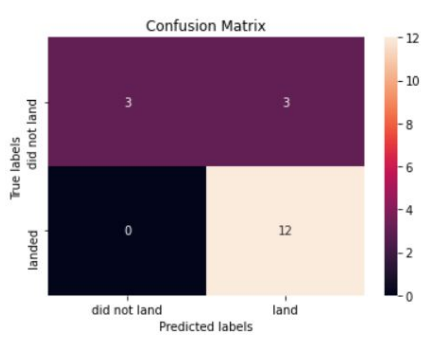 Confusion Matrix
True labels
did not land
landed
3 3
0 12
did not land land
Predicted labels
12
10
8
6
4
2
0